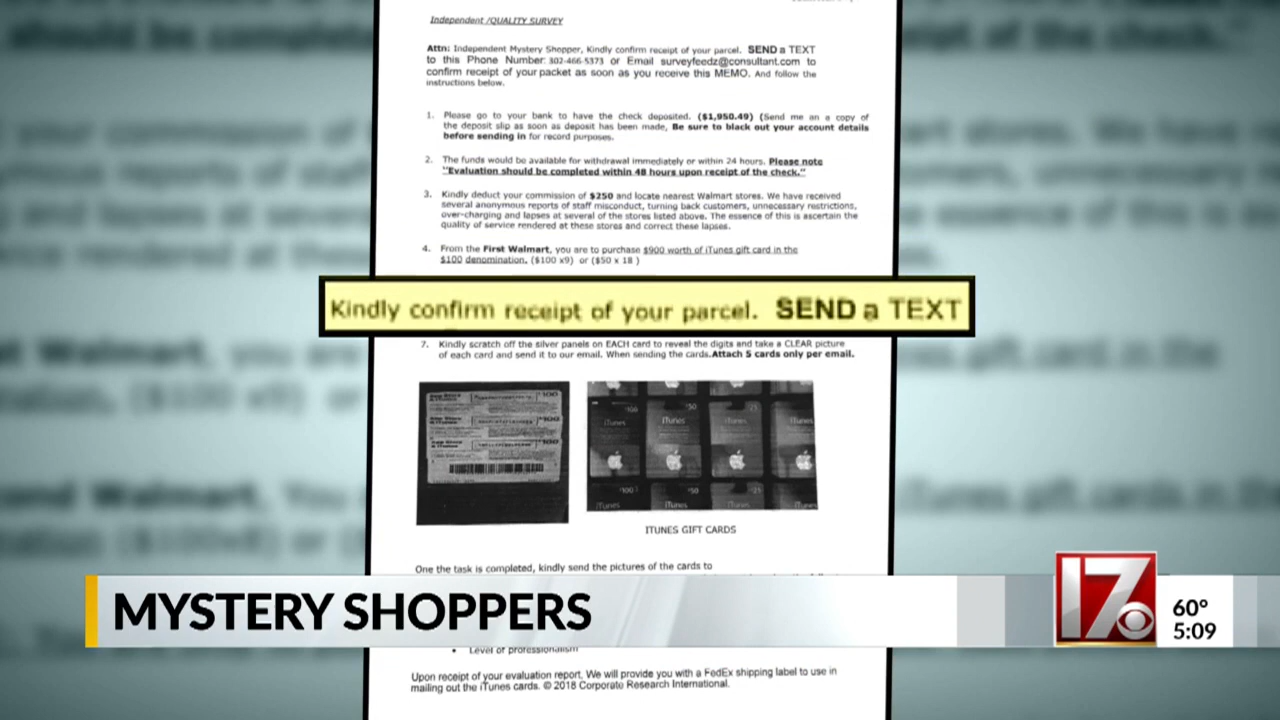 Independent /QUALITY SURVEY
Attn: Independent Mystery Shopper, Kindly confirm receipt of your parcel. SEND a TEXT
to this Phone Number: 302-466-5373 or Email surveyfeedz@consultant.com to
confirm receipt of your packet as soon as you receive this MEMO. And follow the
instructions below.
1. Please go to your bank to have the check deposited. ($1,950.49) (Send me an a copy of
the deposit slip as soon as deposit has been made, Be sure to black out your account details
before sending in for record purposes.
2. The funds would be available for withdrawal immediately or within 24 hours. Please note
"Evaluation should be completed within 48 hours upon receipt of the check."
3. Kindly deduct your commission of $250 and locate nearest Walmart stores. We have received
several anonymous reports of staff misconduct, turning back customers, unnecessary restrictions,
over-charging and lapses at several of the stores listed above. The essence of this is ascertain the
quality of service rendered at these stores and correct these lapses.
4. From the First Walmart, you are to purchase $900 worth of iTunes gift card in the
$100 denomination. ($100 x9) or ($50 x 18 )
Kindly confirm receipt of your parcel. SEND a TEXT
7. Kindly scratch off the silver panels on EACH card to reveal the digits and take a CLEAR picture
of each card and send it to our email. When sending the cards.Attach 5 cards only per email.
ITUNES GIFT CARDS
One the task is completed, kindly send the pictures of the cards to
MYSTERY SHOPPERS
17
60°
5:09
• Level of professionalism
Upon receipt of your evaluation report. We will provide you with a FedEx shipping label to use in
mailing out the iTunes cards. © 2018 Corporate Research International.